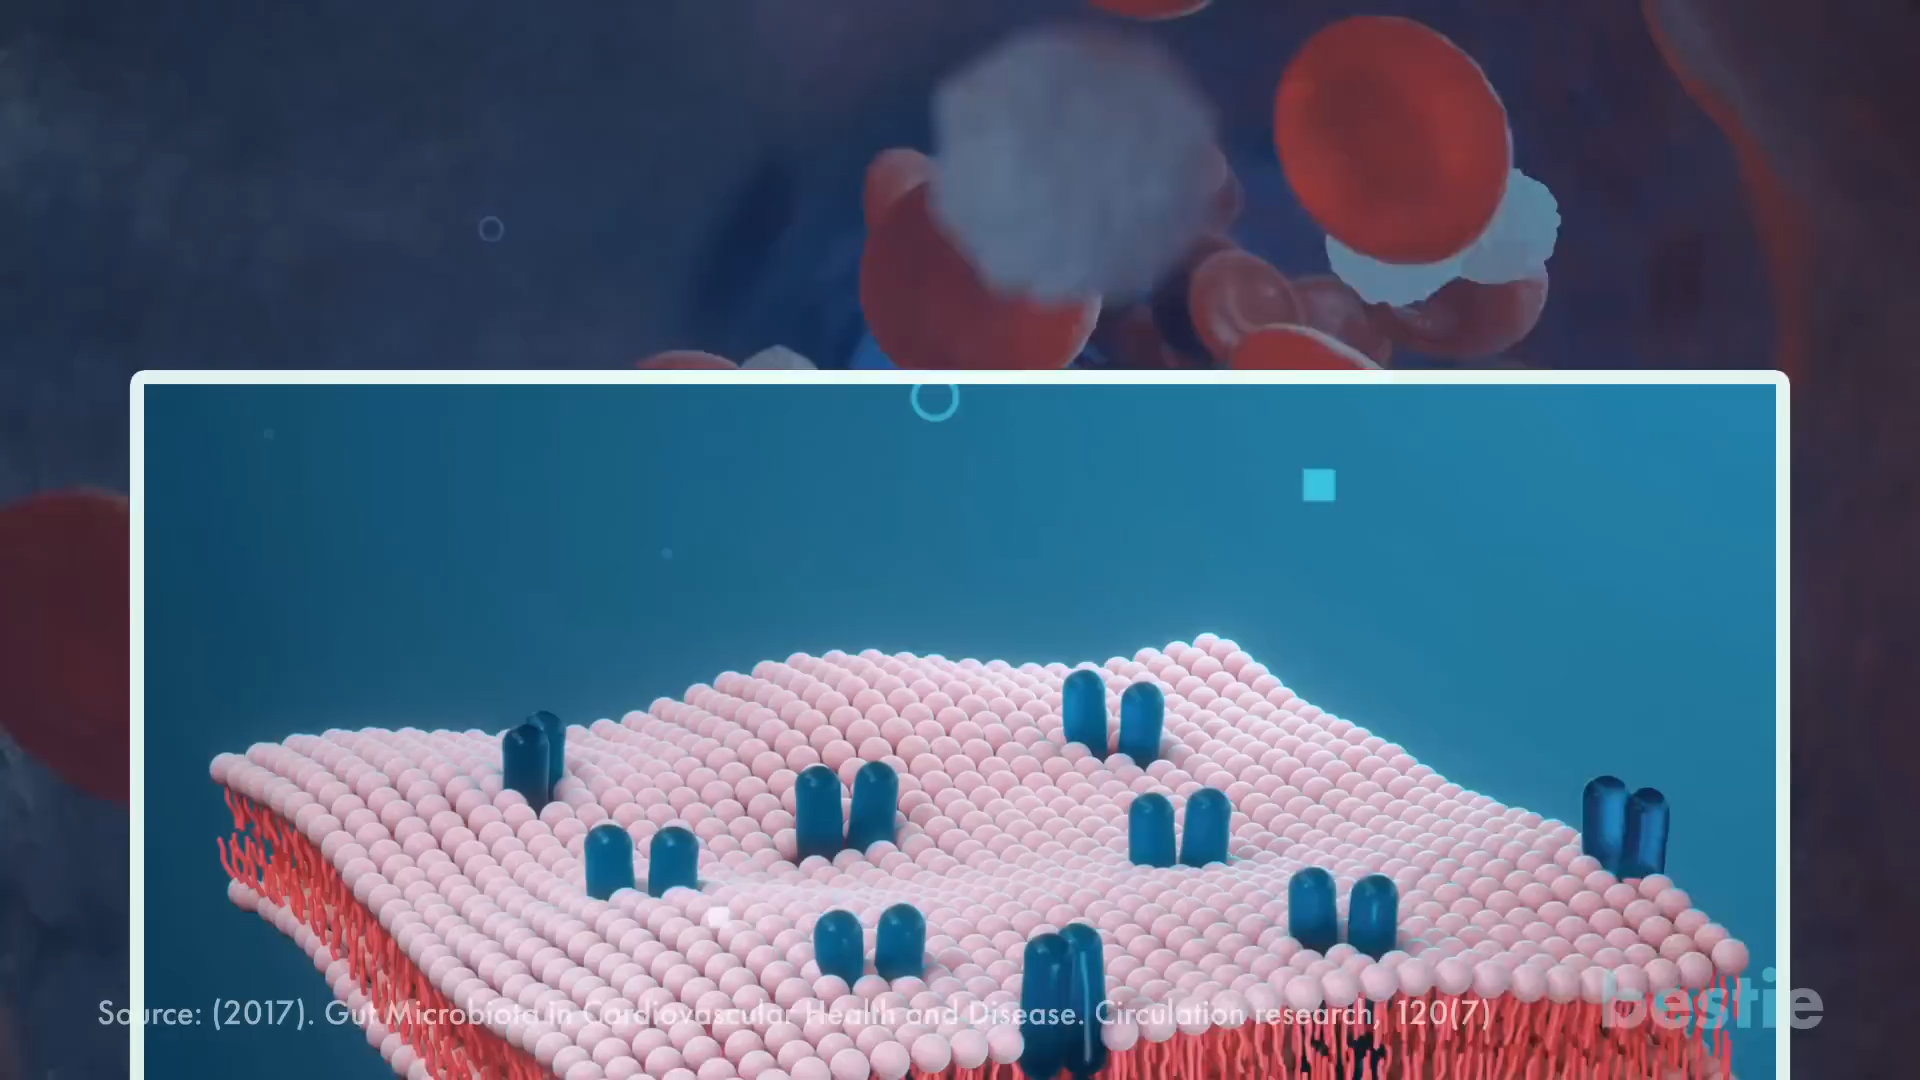 Source: (2017). Gut Microbiota in Cardiovascular Health and Disease. Circulation research, 120(7)
bestie